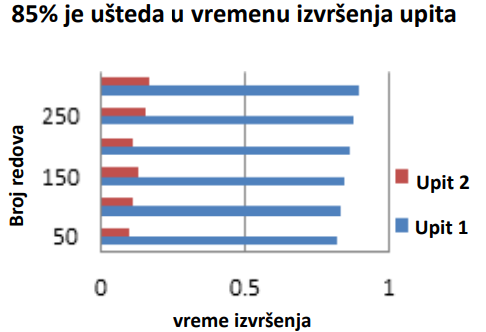 85% je ušteda u vremenu izvršenja upita
Broj redova
250
150
50
0
0.5
1
vreme izvršenja
Upit 2
Upit 1